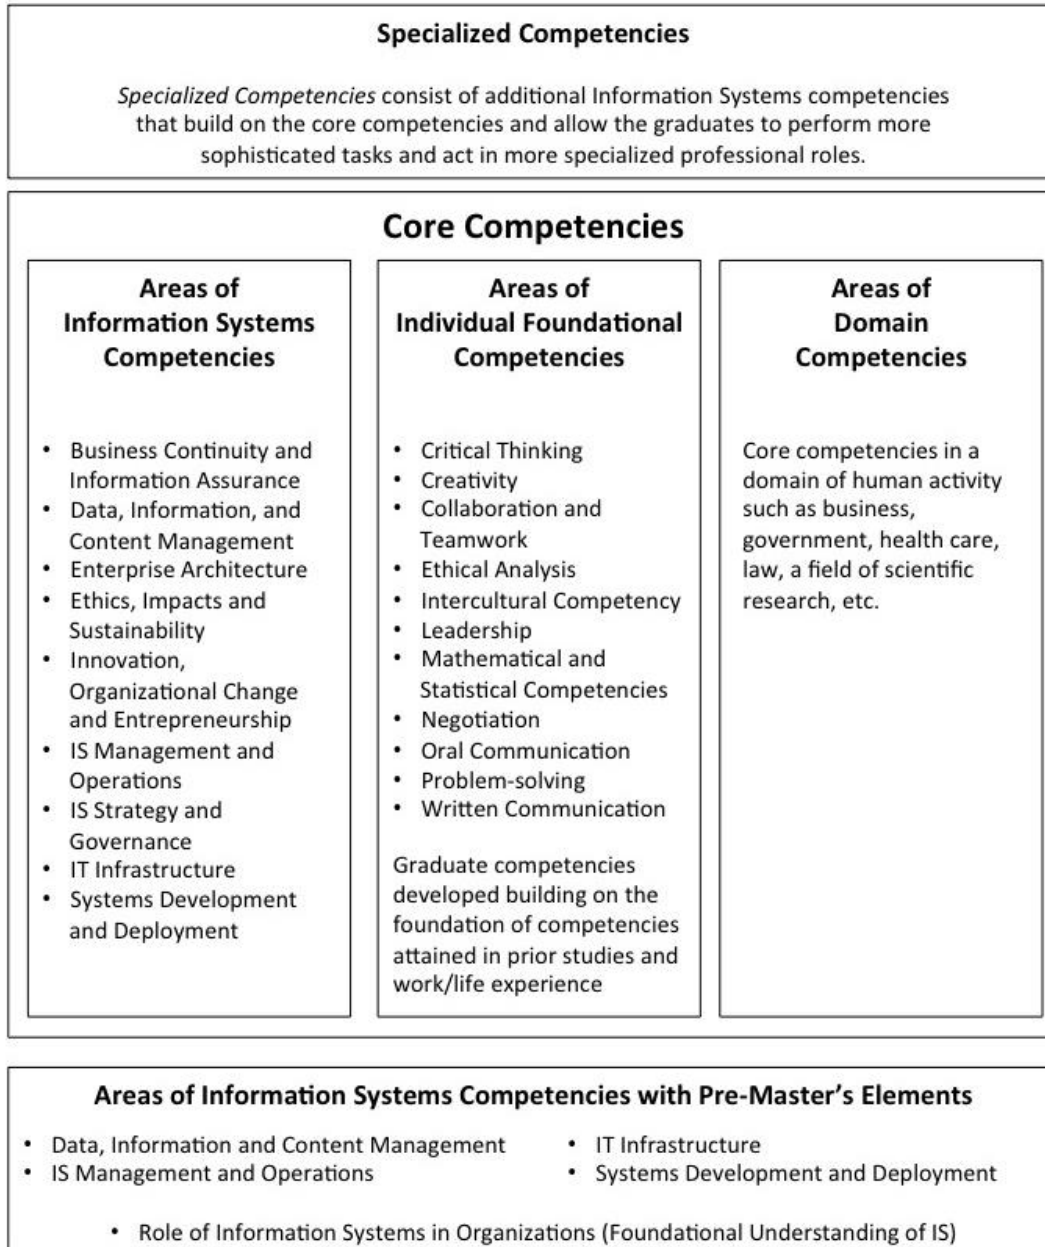 Specialized Competencies
Specialized Competencies consist of additional Information Systems competencies
that build on the core competencies and allow the graduates to perform more
sophisticated tasks and act in more specialized professional roles.
Core Competencies
Areas of
Information Systems
Competencies
• Business Continuity and
Information Assurance
• Data, Information, and
Content Management
• Enterprise Architecture
• Ethics, Impacts and
Sustainability
• Innovation,
Organizational Change
and Entrepreneurship
• IS Management and
Operations
• IS Strategy and
Governance
• IT Infrastructure
• Systems Development
and Deployment
Areas of
Individual Foundational
Competencies
• Critical Thinking
• Creativity
• Collaboration and
Teamwork
• Ethical Analysis
• Intercultural Competency
• Leadership
• Mathematical and
Statistical Competencies
• Negotiation
• Oral Communication
• Problem-solving
• Written Communication
Graduate competencies
developed building on the
foundation of competencies
attained in prior studies and
work/life experience
Areas of
Domain
Competencies
Core competencies in a
domain of human activity
such as business,
government, health care,
law, a field of scientific
research, etc.
Areas of Information Systems Competencies with Pre-Master's Elements
• Data, Information and Content Management
• IS Management and Operations
• IT Infrastructure
• Systems Development and Deployment
• Role of Information Systems in Organizations (Foundational Understanding of IS)